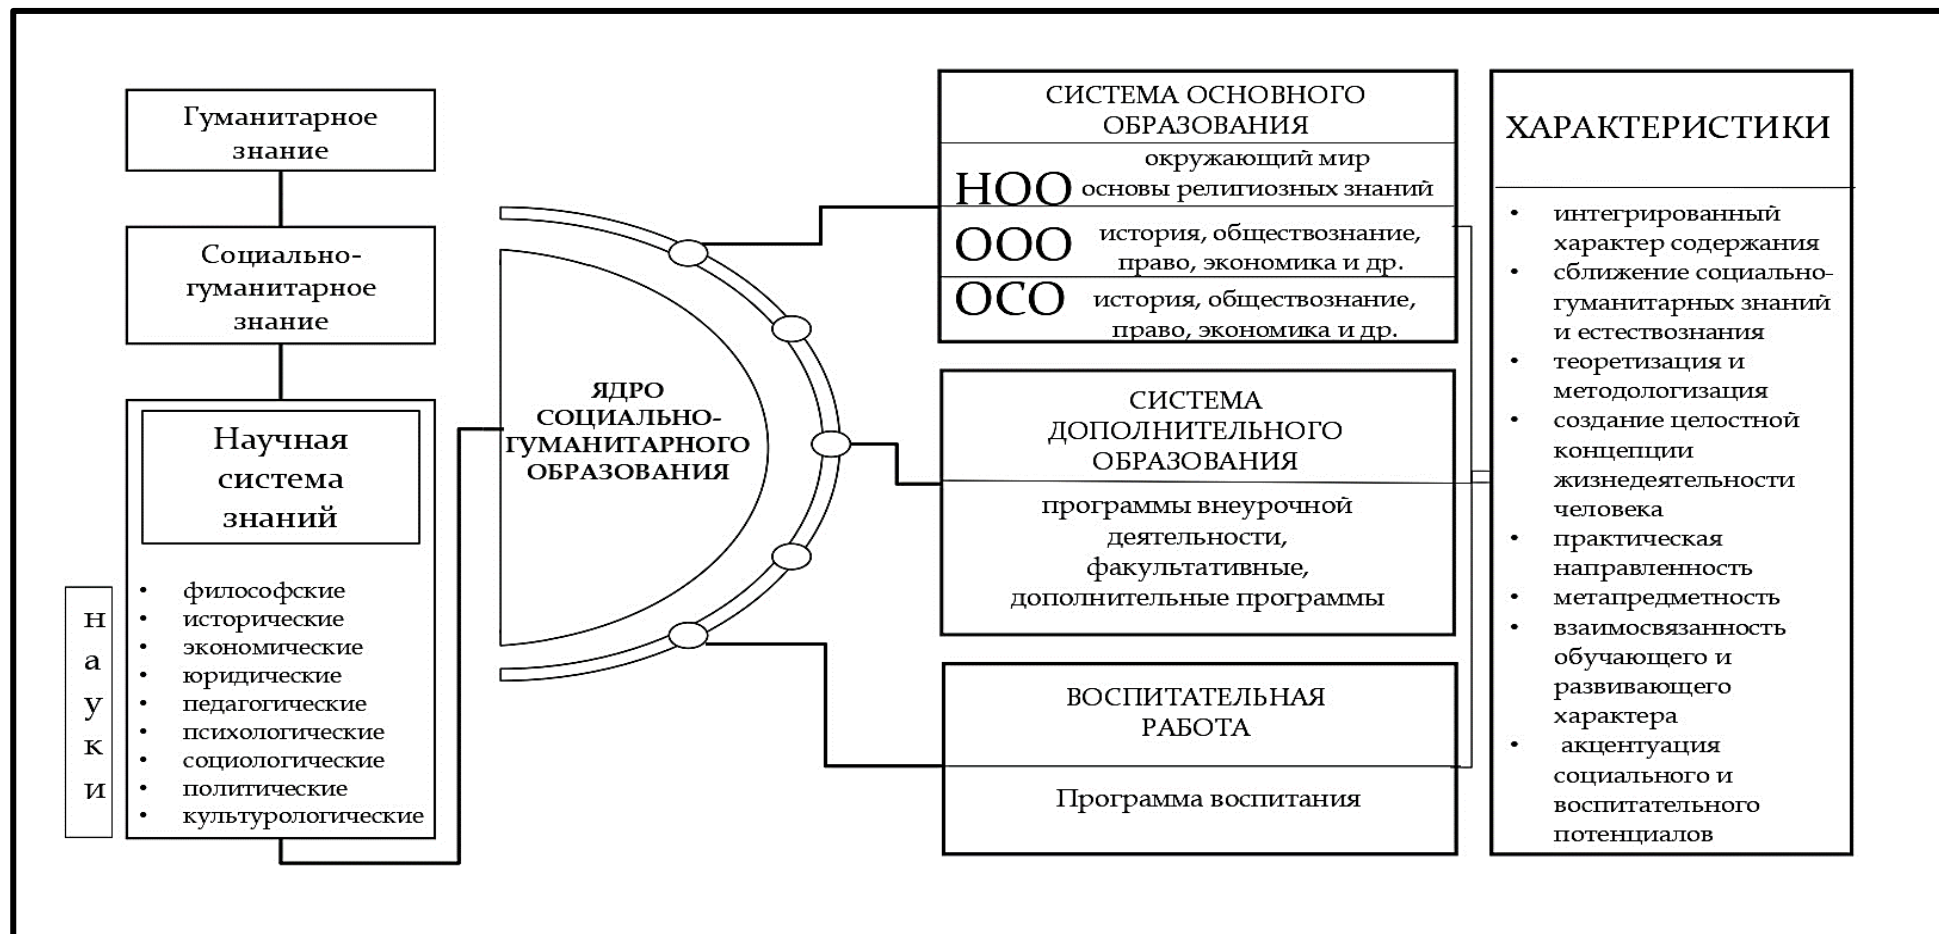 Гуманитарное
знание
Социально-
гуманитарное
знание
Научная
система
знаний
науки
• философские
• исторические
• экономические
• юридические
• педагогические
• психологические
• социологические
• политические
• культурологические
ЯДРО
СОЦИАЛЬНО-
ГУМАНИТАРНОГО
ОБРАЗОВАНИЯ
СИСТЕМА ОСНОВНОГО
ОБРАЗОВАНИЯ
НОО
окружающий мир
основы религиозных знаний
ООО
история, обществознание,
право, экономика и др.
ОСО
история, обществознание,
право, экономика и др.
СИСТЕМА
ДОПОЛНИТЕЛЬНОГО
ОБРАЗОВАНИЯ
программы внеурочной
деятельности,
факультативные,
дополнительные программы
ВОСПИТАТЕЛЬНАЯ
РАБОТА
Программа воспитания
ХАРАКТЕРИСТИКИ
• интегрированный
характер содержания
• сближение социально-
гуманитарных знаний
и естествознания
• теоретизация и
методологизация
• создание целостной
концепции
жизнедеятельности
человека
• практическая
направленность
• метапредметность
• взаимосвязанность
обучающего и
развивающего
характера
• акцентуация
социального и
воспитательного
потенциалов